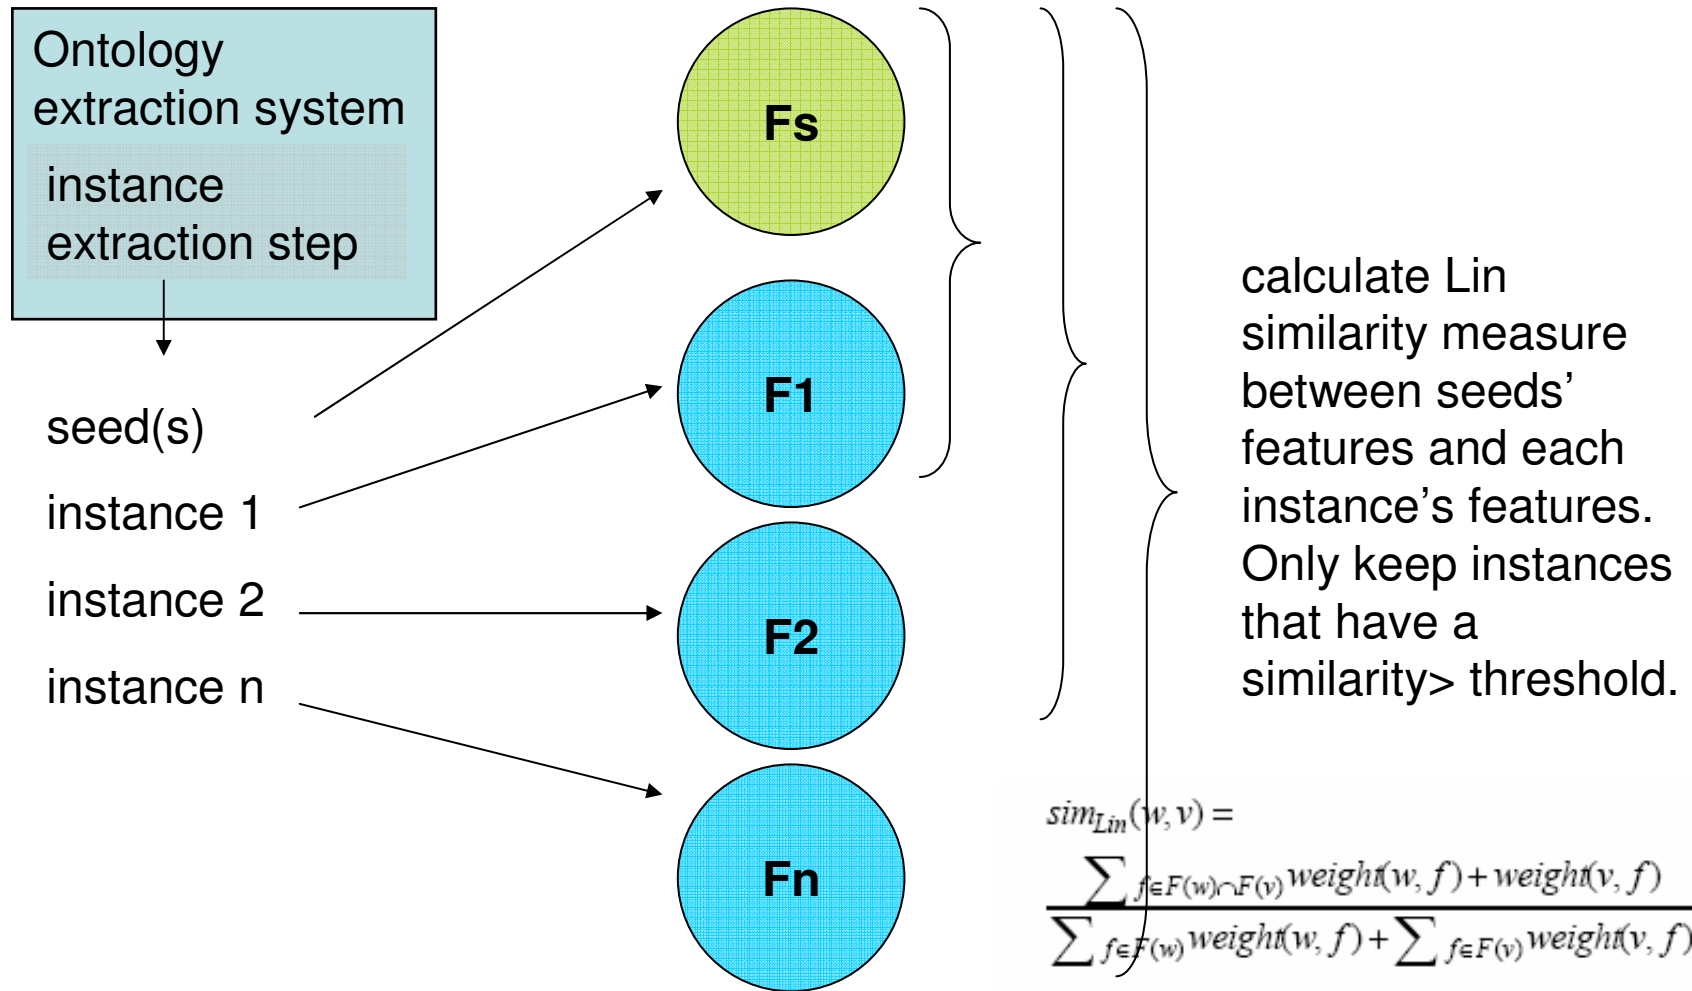 Ontology
extraction system
instance
extraction step
seed(s)
instance 1
instance 2
instance n
Fs
F1
F2
Fn
calculate Lin
similarity measure
between seeds’
features and each
instance’s features.
Only keep instances
that have a
similarity> threshold.
sim_Lin(w,v) =
∑ f∈F(w)∩F(v) weight(w, f) + weight(v, f)
∑ f∈F(w) weight(w, f) + ∑ f∈F(v) weight(v, f)